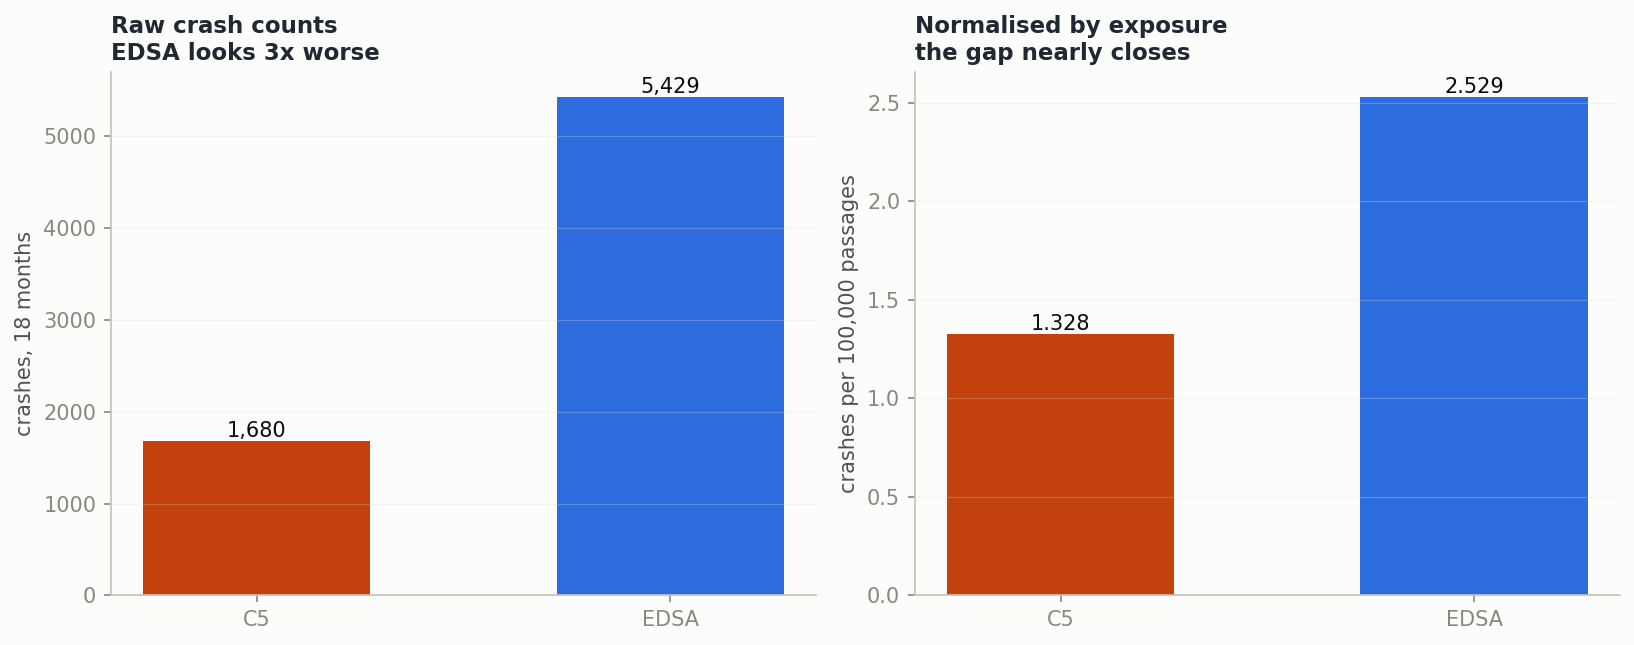 Raw crash counts
EDSA looks 3x worse
crashes, 18 months
5000
4000
3000
2000
1000
0
5,429
1,680
C5
EDSA
Normalised by exposure
the gap nearly closes
crashes per 100,000 passages
2.5
2.0
1.5
1.0
0.5
0.0
2.529
1.328
C5
EDSA